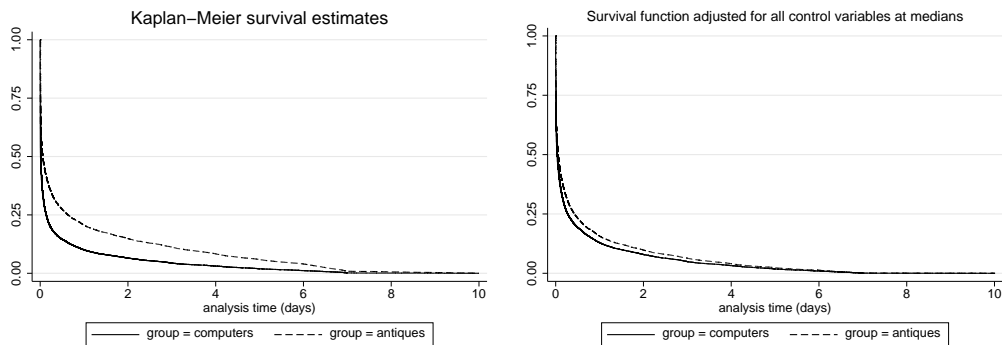 Kaplan−Meier survival estimates
1.00
0.75
0.50
0.25
0.00
0 2 4 6 8 10
analysis time (days)
group = computers group = antiques
Survival function adjusted for all control variables at medians
1.00
0.75
0.50
0.25
0.00
0 2 4 6 8 10
analysis time (days)
group = computers group = antiques